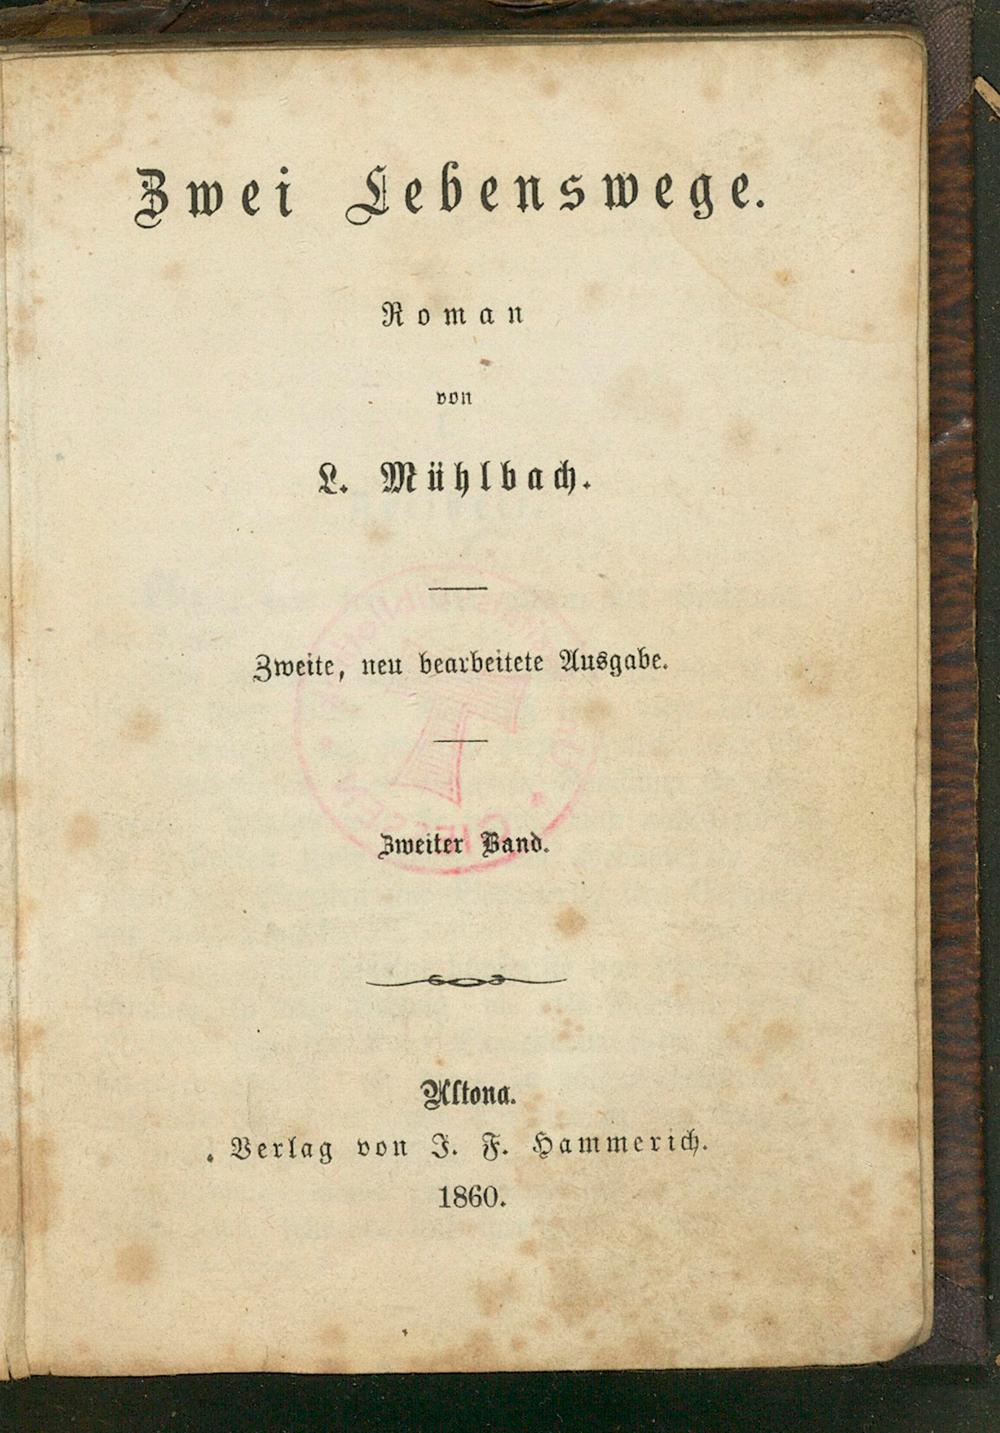 Zwei Lebenswege.
Roman
von
L. Mühlbach.
Zweite, neu bearbeitete Ausgabe.
Zweiter Band.
Altona.
Verlag von J. F. Hammerich.
1860.